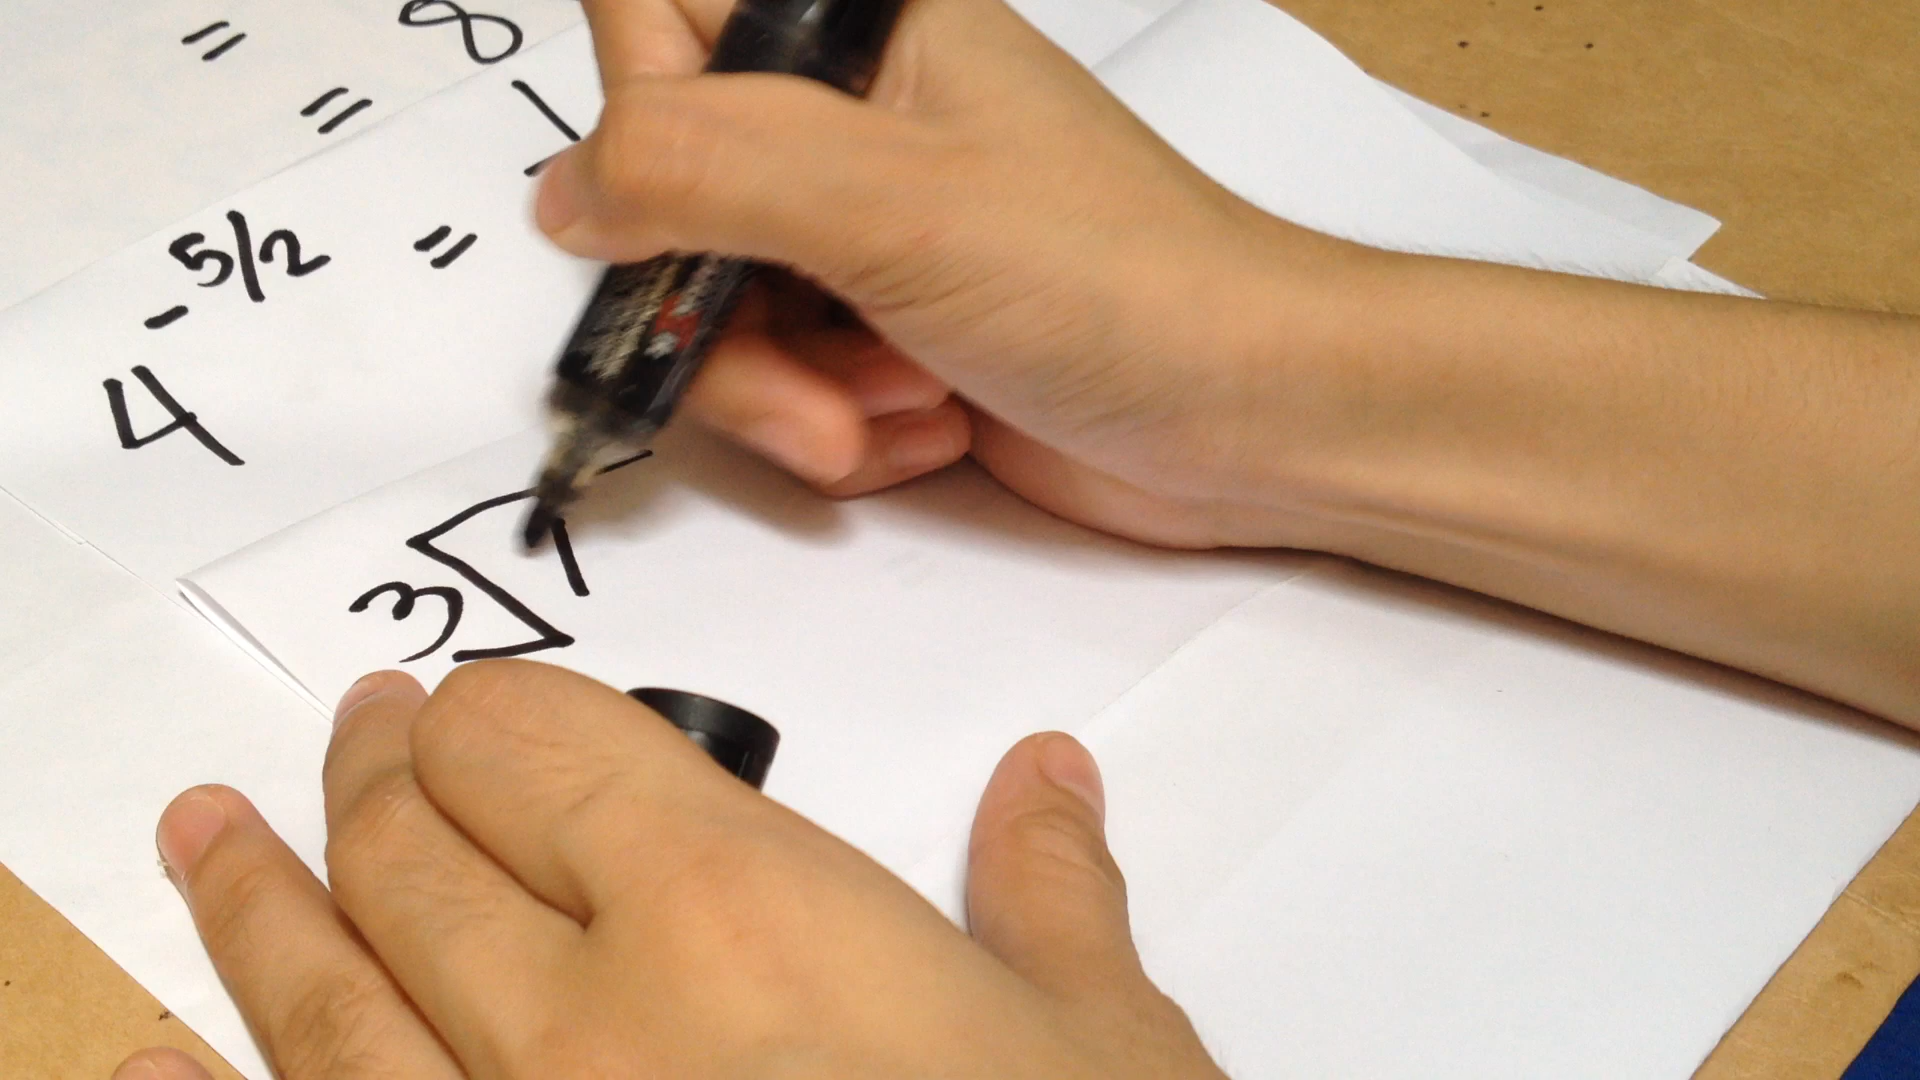 = 8
= 1
4^-5/2 =
3√